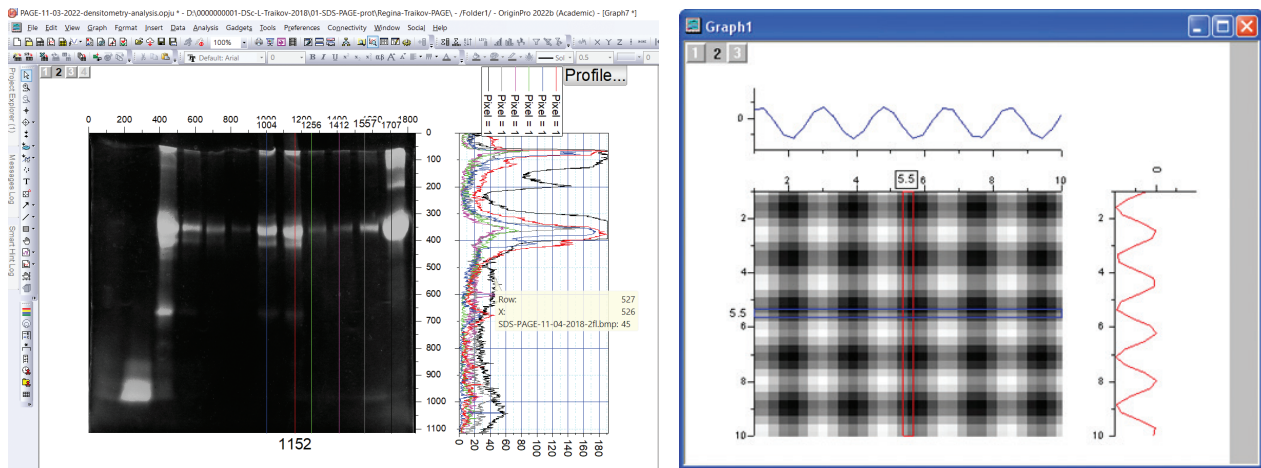 PAGE-11-03-2022-densitometry-analysis.opju * - D:\0000000001-DSc-L-Traikov-2018\01-SDS-PAGE-prot\Regina-Traikov-PAGE\ - /Folder1/ - OriginPro 2022b (Academic) - [Graph7 *]
File Edit View Graph Insert Data Analysis Gadgets Tools Preferences Connectivity Window Social Help
100%
X Y Z
Default: Arial 0 B I U Sol 0.5 0
1 2 3 4
Project Explorer (1)
Messages Log
Smart Hint Log
Profile...
Pixel = 1
Pixel = 1
Pixel = 1
Pixel = 1
Pixel = 1
Pixel = 1
0 200 400 600 800 1000 1200 1400 1800
1004 1256 1412 1557 1707
0
100
200
300
400
500
600
700
800
900
1000
1100
Row: 527
X: 526
SDS-PAGE-11-04-2018-2fl.bmp: 45
0 20 40 60 80 100 120 140 160 180
1152
Graph1
1 2 3
0
0
2 4 5.5 6 8 10
2
4
5.5
6
8
10
2
4
6
8
10